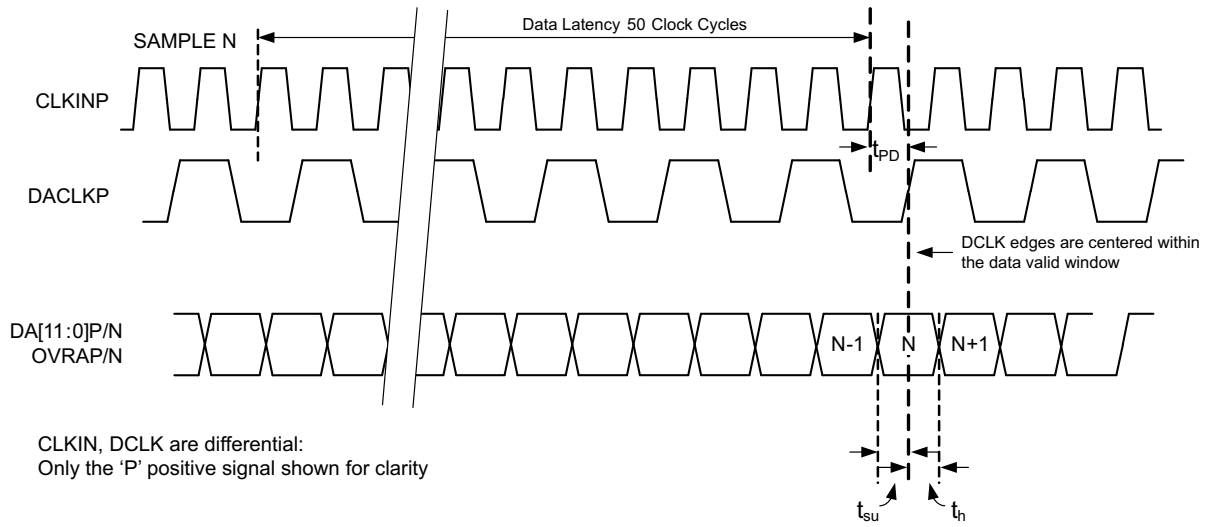 Data Latency 50 Clock Cycles
SAMPLE N
CLKINP
tPD
DACLKP
DCLK edges are centered within
the data valid window
DA[11:0]P/N
OVRAP/N
N-1
N
N+1
CLKIN, DCLK are differential:
Only the ‘P’ positive signal shown for clarity
tsu
th